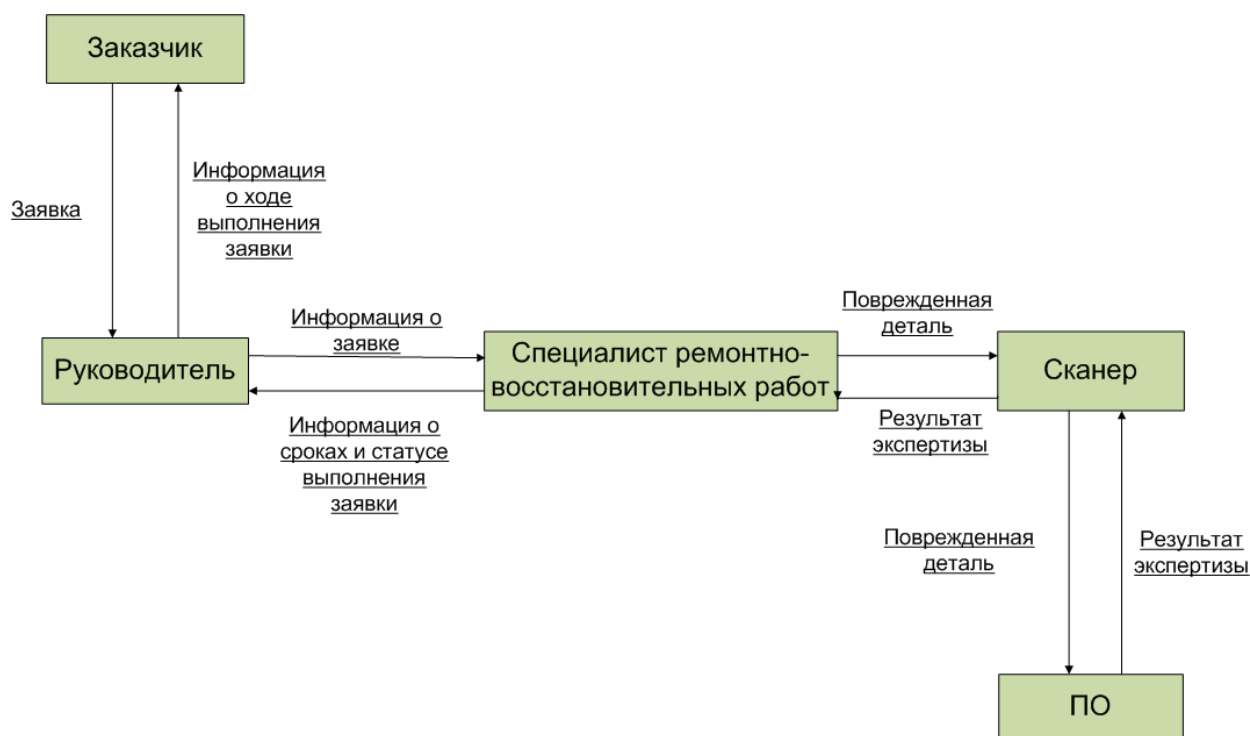 Заказчик
Заявка
Информация
о ходе
выполнения
заявки
Руководитель
Информация о
заявке
Информация о
сроках и статусе
выполнения
заявки
Специалист ремонтно-
восстановительных работ
Поврежденная
деталь
Результат
экспертизы
Сканер
Поврежденная
деталь
Результат
экспертизы
ПО